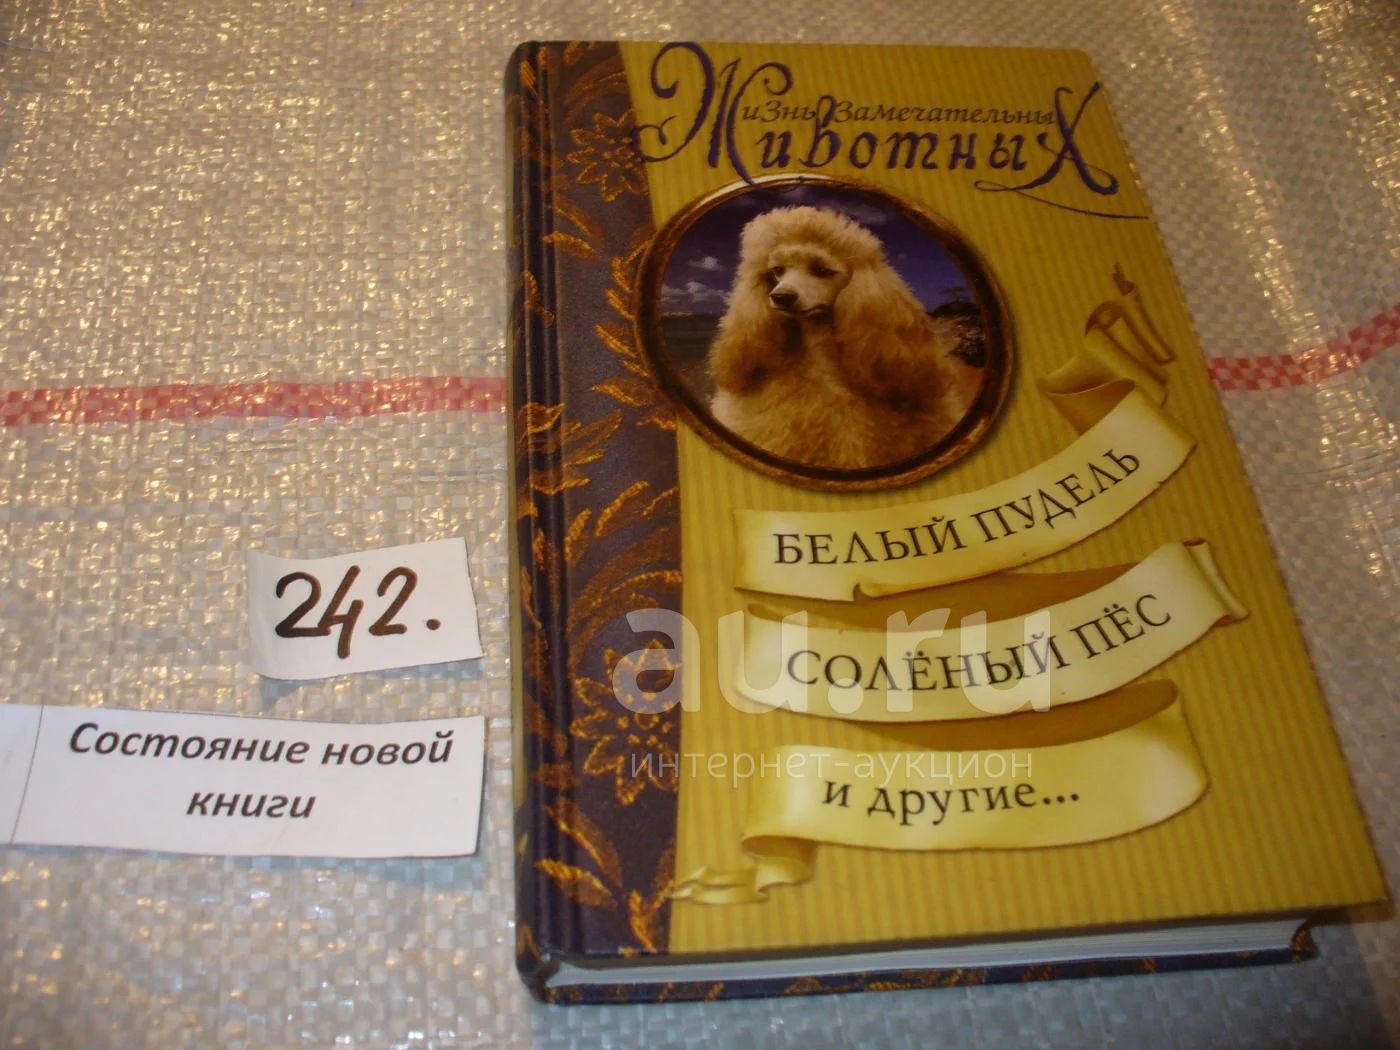 Жизнь Замечательных
Животных
БЕЛЫЙ ПУДЕЛЬ
СОЛЁНЫЙ ПЁС
и другие...
242.
Состояние новой
книги
au.ru
интернет-аукцион